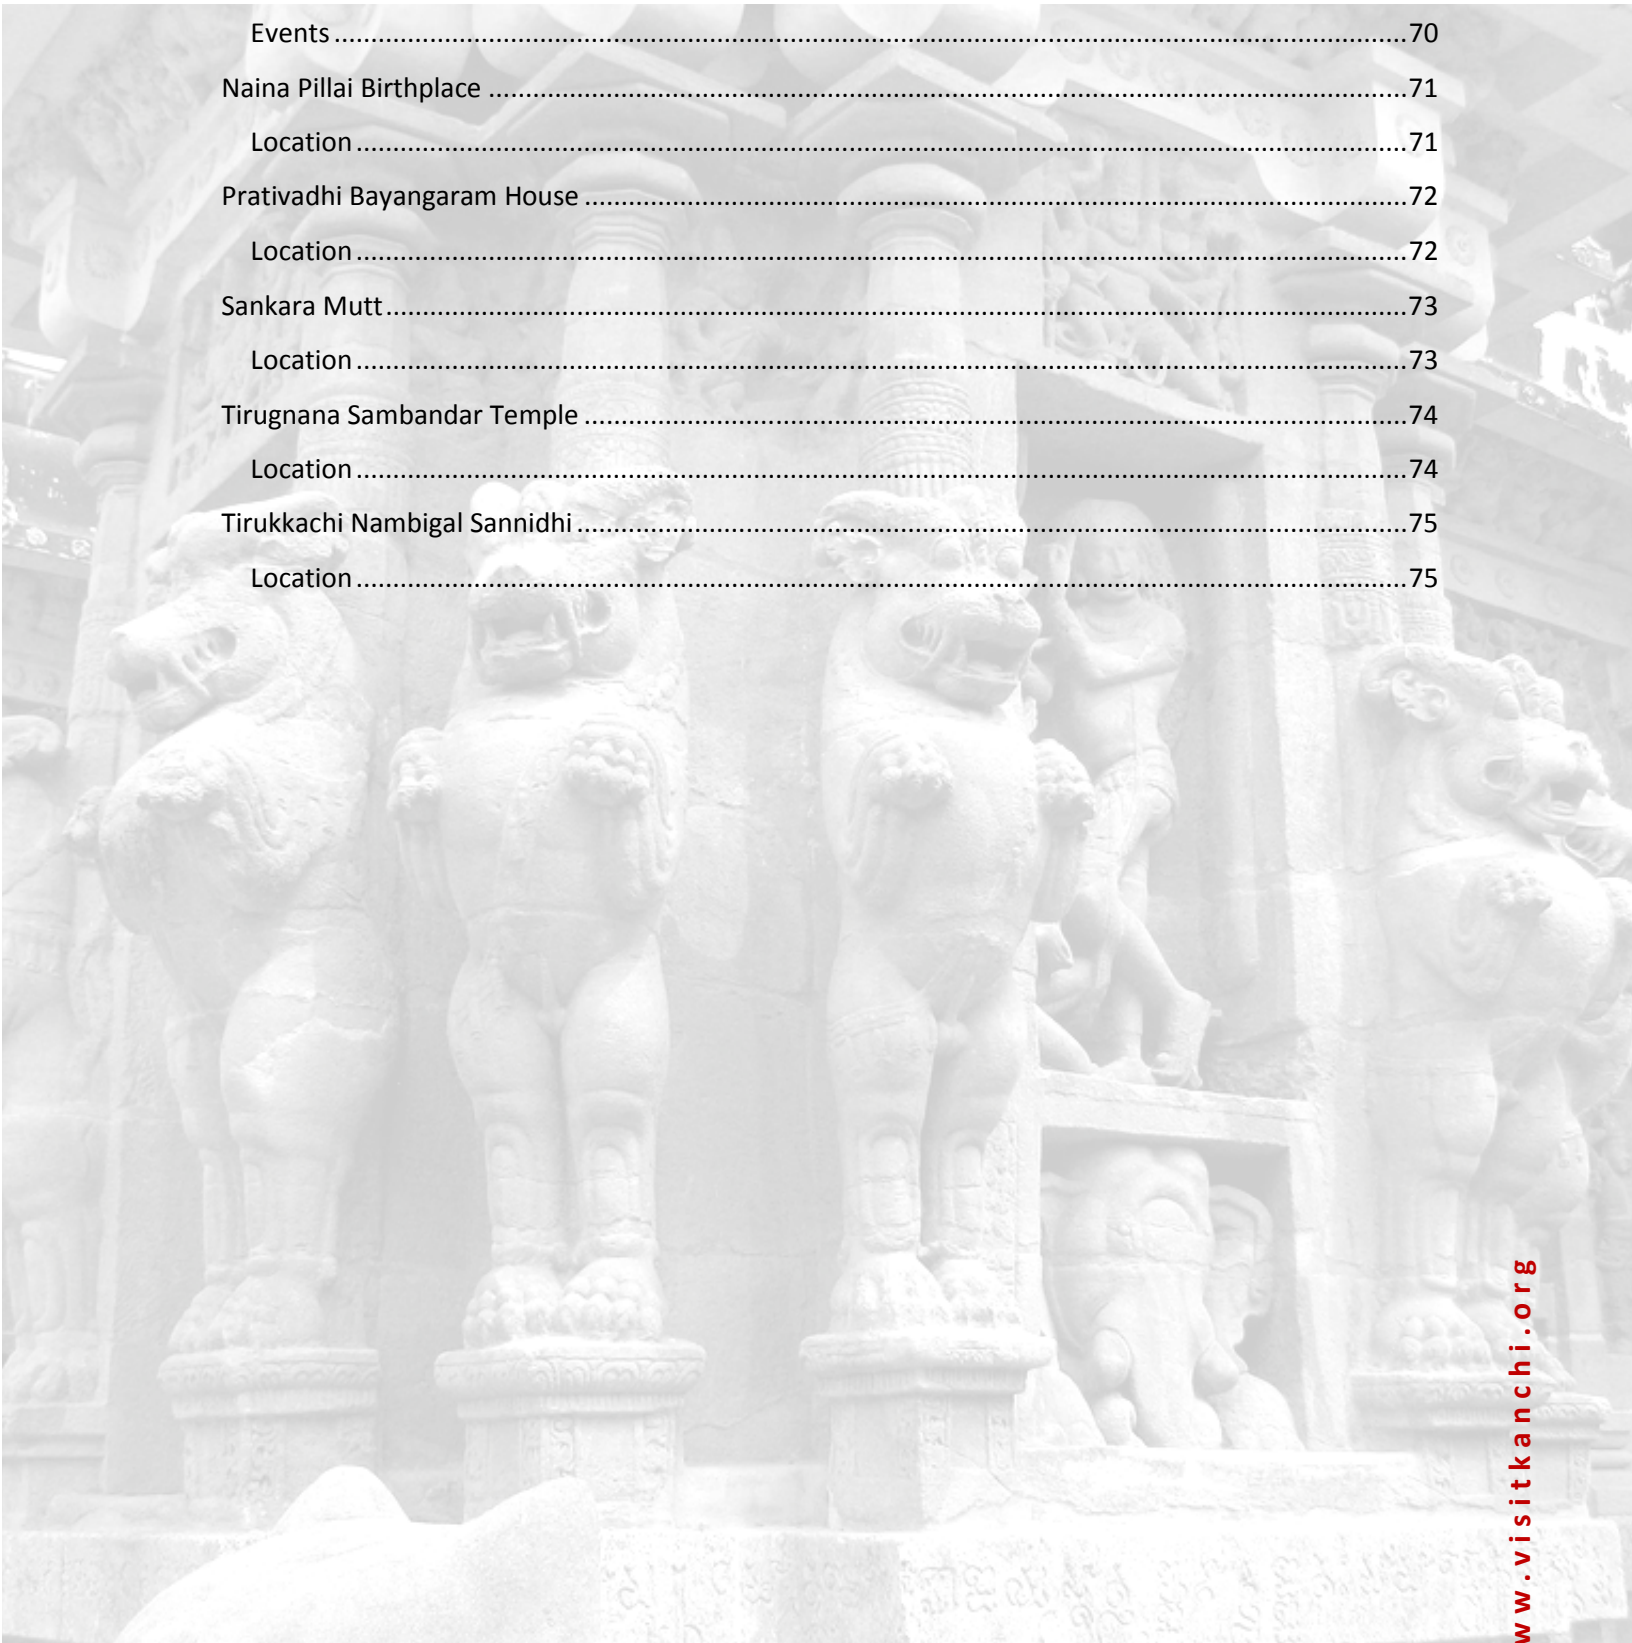 Events ........ 70
Naina Pillai Birthplace ........ 71
Location ........ 71
Prativadhi Bayangaram House ........ 72
Location ........ 72
Sankara Mutt ........ 73
Location ........ 73
Tirugnana Sambandar Temple ........ 74
Location ........ 74
Tirukkachi Nambigal Sannidhi ........ 75
Location ........ 75
ww.visitkanchi.org